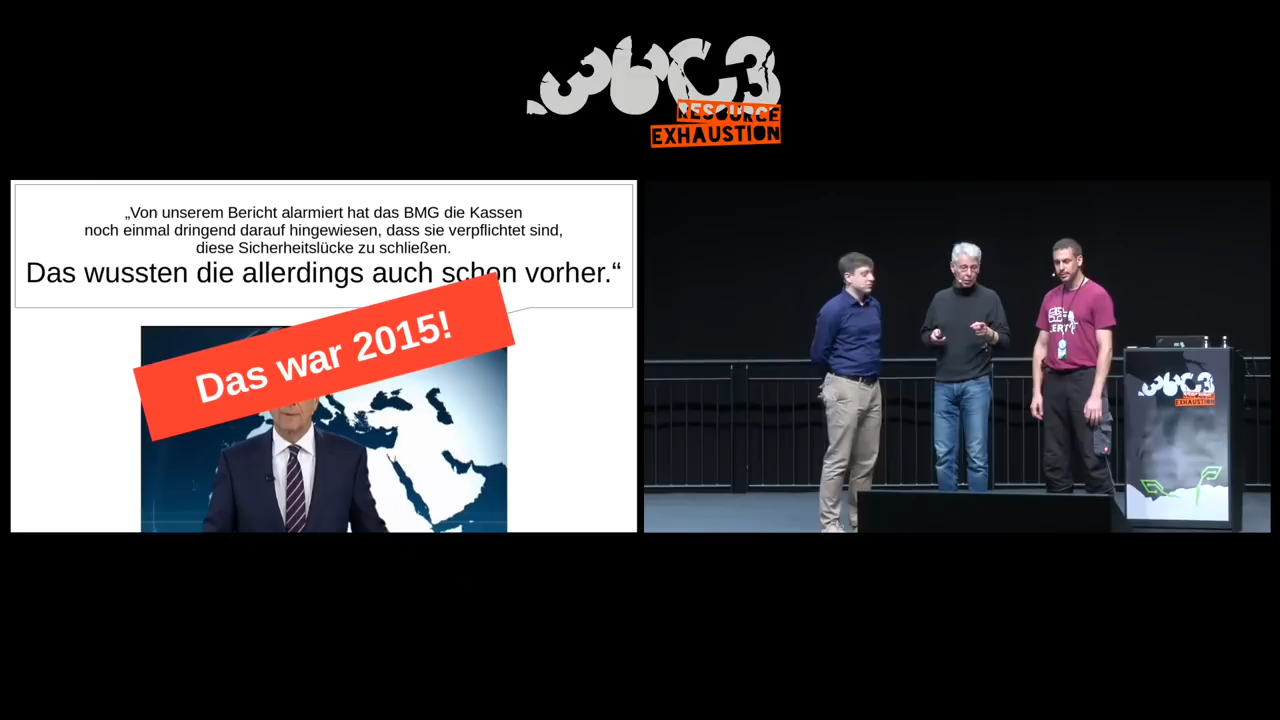 36C3
RESOURCE
EXHAUSTION
„Von unserem Bericht alarmiert hat das BMG die Kassen
noch einmal dringend darauf hingewiesen, dass sie verpflichtet sind,
diese Sicherheitslücke zu schließen.
Das wussten die allerdings auch schon vorher.“
Das war 2015!
CERT
36C3
EXHAUSTION